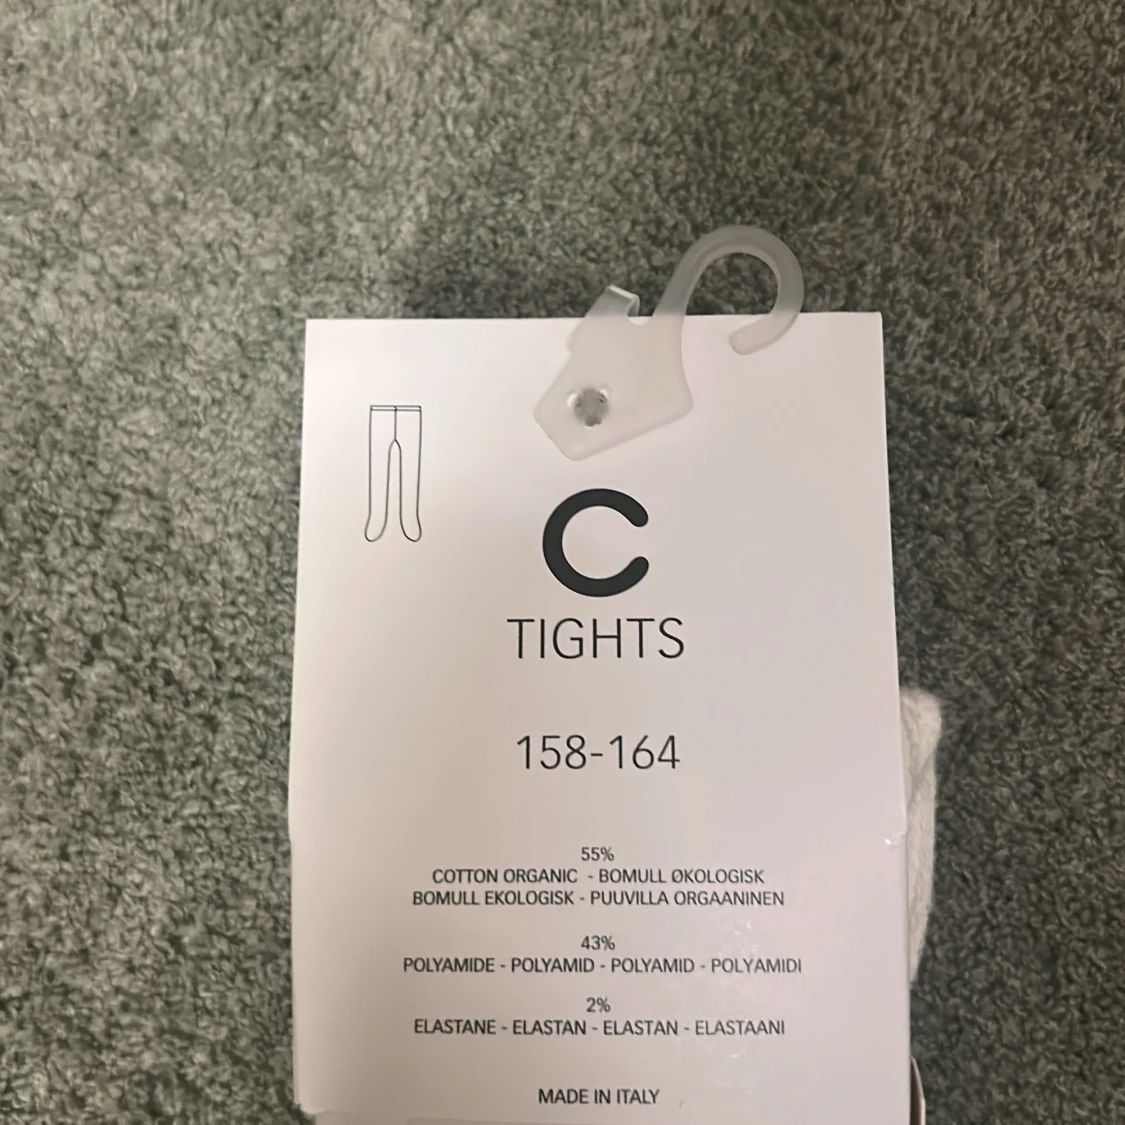 C
TIGHTS
158-164
55%
COTTON ORGANIC - BOMULL ØKOLOGISK
BOMULL EKOLOGISK - PUUVILLA ORGAANINEN
43%
POLYAMIDE - POLYAMID - POLYAMID - POLYAMIDI
2%
ELASTANE - ELASTAN - ELASTAN - ELASTAANI
MADE IN ITALY